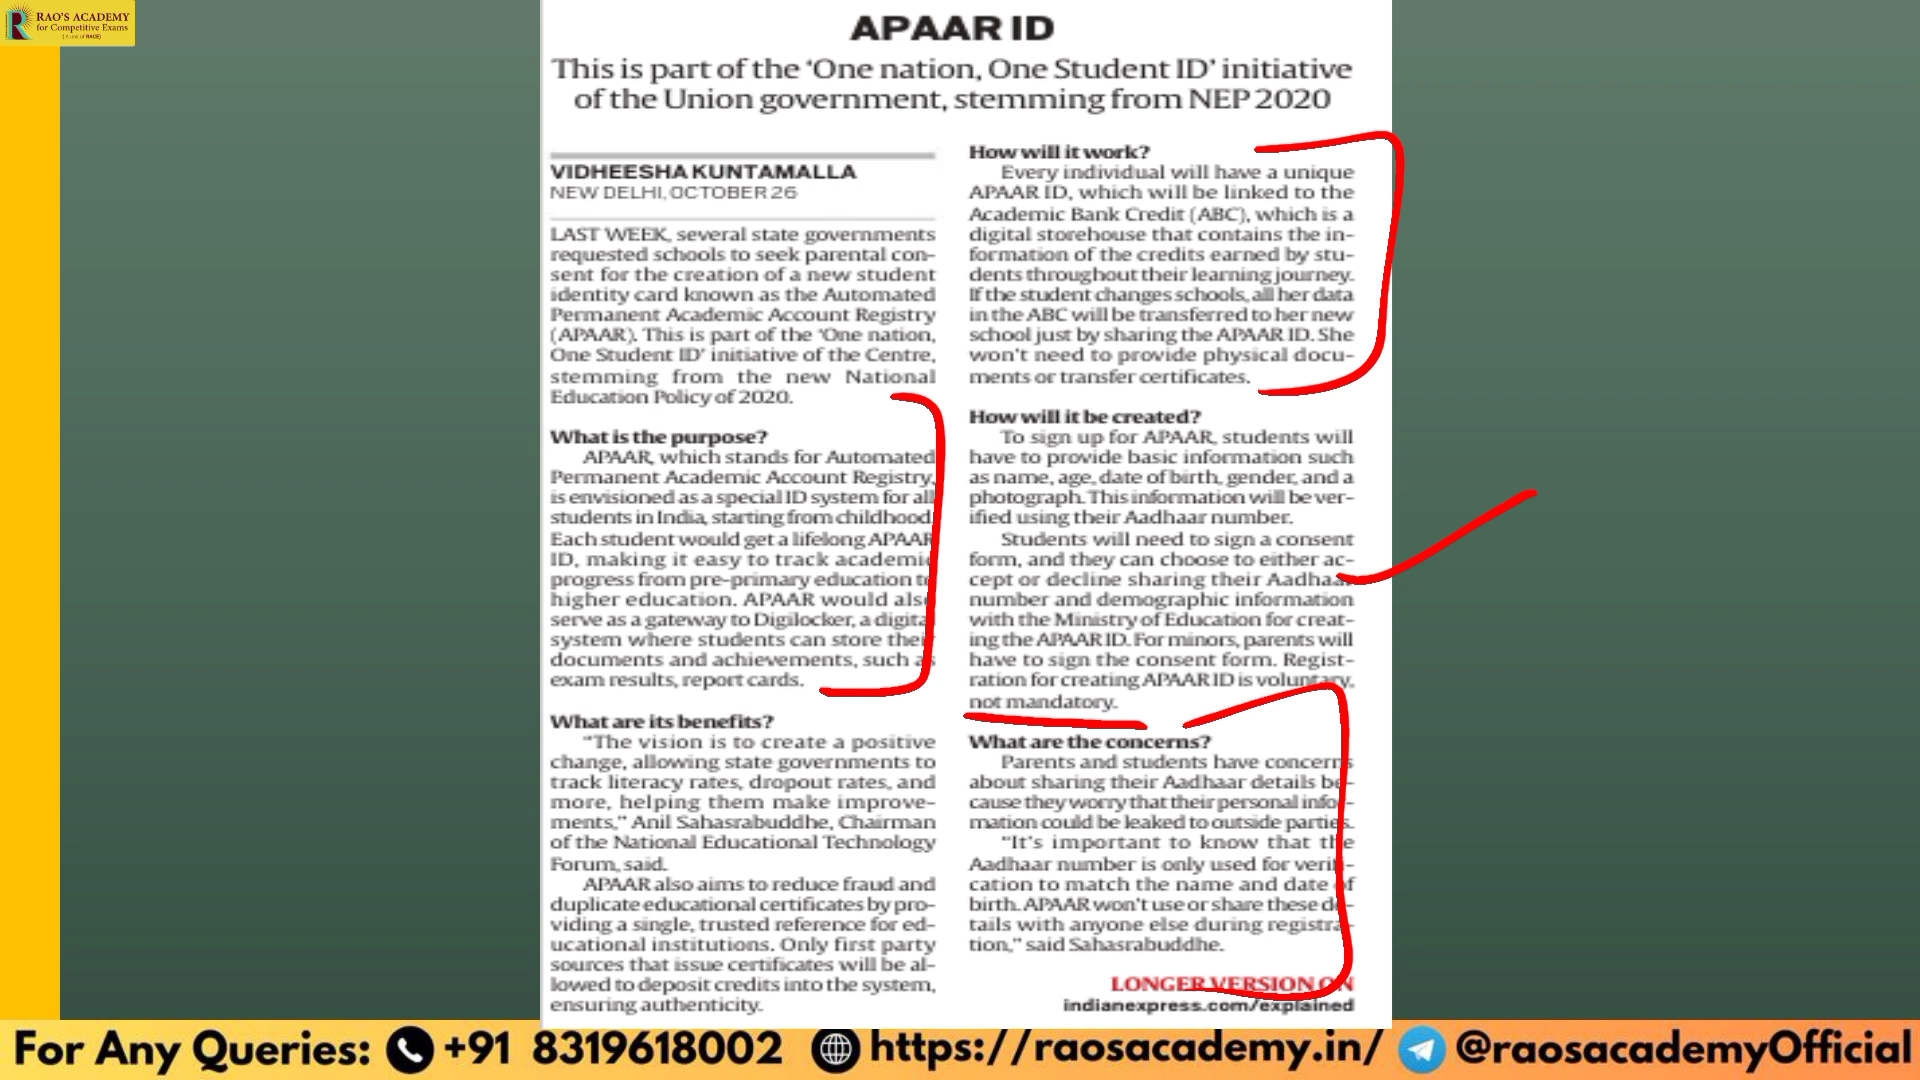 RAO'S ACADEMY
for Competitive Exams
(A unit of RACE)
APAAR ID
This is part of the ‘One nation, One Student ID’ initiative
of the Union government, stemming from NEP 2020
VIDHEESHA KUNTAMALLA
NEW DELHI, OCTOBER 26
LAST WEEK, several state governments
requested schools to seek parental con-
sent for the creation of a new student
identity card known as the Automated
Permanent Academic Account Registry
(APAAR). This is part of the ‘One nation,
One Student ID’ initiative of the Centre,
stemming from the new National
Education Policy of 2020.
What is the purpose?
APAAR, which stands for Automated
Permanent Academic Account Registry,
is envisioned as a special ID system for all
students in India, starting from childhood.
Each student would get a lifelong APAAR
ID, making it easy to track academic
progress from pre-primary education to
higher education. APAAR would also
serve as a gateway to Digilocker, a digital
system where students can store their
documents and achievements, such as
exam results, report cards.
What are its benefits?
“The vision is to create a positive
change, allowing state governments to
track literacy rates, dropout rates, and
more, helping them make improve-
ments,” Anil Sahasrabuddhe, Chairman
of the National Educational Technology
Forum, said.
APAAR also aims to reduce fraud and
duplicate educational certificates by pro-
viding a single, trusted reference for ed-
ucational institutions. Only first party
sources that issue certificates will be al-
lowed to deposit credits into the system,
ensuring authenticity.
How will it work?
Every individual will have a unique
APAAR ID, which will be linked to the
Academic Bank Credit (ABC), which is a
digital storehouse that contains the in-
formation of the credits earned by stu-
dents throughout their learning journey.
If the student changes schools, all her data
in the ABC will be transferred to her new
school just by sharing the APAAR ID. She
won't need to provide physical docu-
ments or transfer certificates.
How will it be created?
To sign up for APAAR, students will
have to provide basic information such
as name, age, date of birth, gender, and a
photograph. This information will be ver-
ified using their Aadhaar number.
Students will need to sign a consent
form, and they can choose to either ac-
cept or decline sharing their Aadhaar
number and demographic information
with the Ministry of Education for creat-
ing the APAAR ID. For minors, parents will
have to sign the consent form. Regist-
ration for creating APAAR ID is voluntary,
not mandatory.
What are the concerns?
Parents and students have concerns
about sharing their Aadhaar details be-
cause they worry that their personal infor-
mation could be leaked to outside parties.
“It's important to know that the
Aadhaar number is only used for verifi-
cation to match the name and date of
birth. APAAR won't use or share these de-
tails with anyone else during registra-
tion,” said Sahasrabuddhe.
LONGER VERSION ON
indianexpress.com/explained
For Any Queries: +91 8319618002 https://raosacademy.in/ @raosacademyOfficial